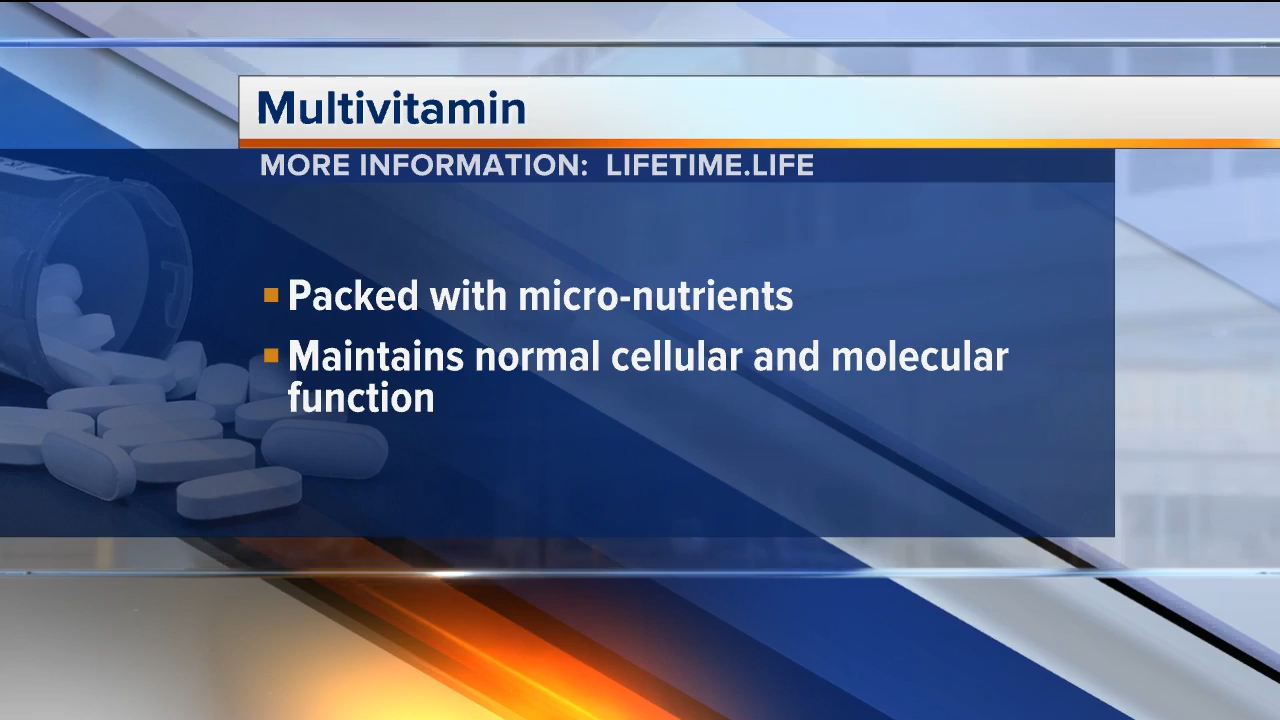 Multivitamin
MORE INFORMATION: LIFETIME.LIFE
Packed with micro-nutrients
Maintains normal cellular and molecular
function